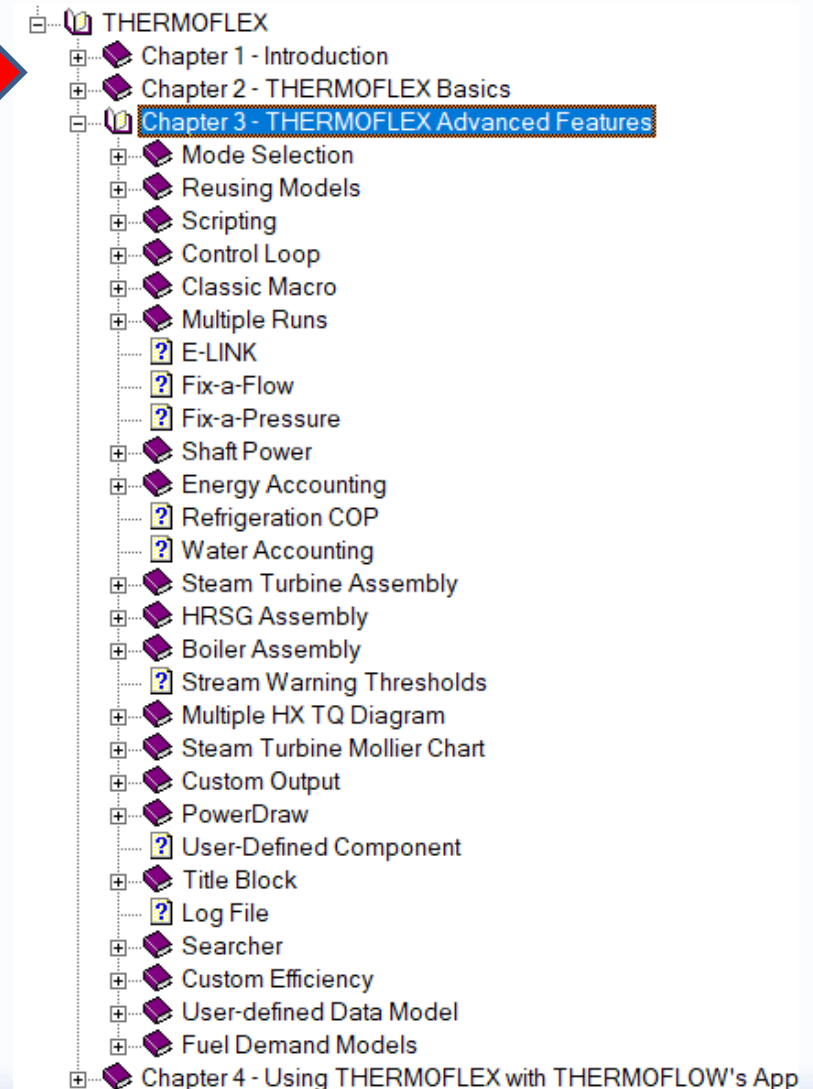 THERMOFLEX
Chapter 1 - Introduction
Chapter 2 - THERMOFLEX Basics
Chapter 3 - THERMOFLEX Advanced Features
Mode Selection
Reusing Models
Scripting
Control Loop
Classic Macro
Multiple Runs
E-LINK
Fix-a-Flow
Fix-a-Pressure
Shaft Power
Energy Accounting
Refrigeration COP
Water Accounting
Steam Turbine Assembly
HRSG Assembly
Boiler Assembly
Stream Warning Thresholds
Multiple HX TQ Diagram
Steam Turbine Mollier Chart
Custom Output
PowerDraw
User-Defined Component
Title Block
Log File
Searcher
Custom Efficiency
User-defined Data Model
Fuel Demand Models
Chapter 4 - Using THERMOFLEX with THERMOFLOW's App